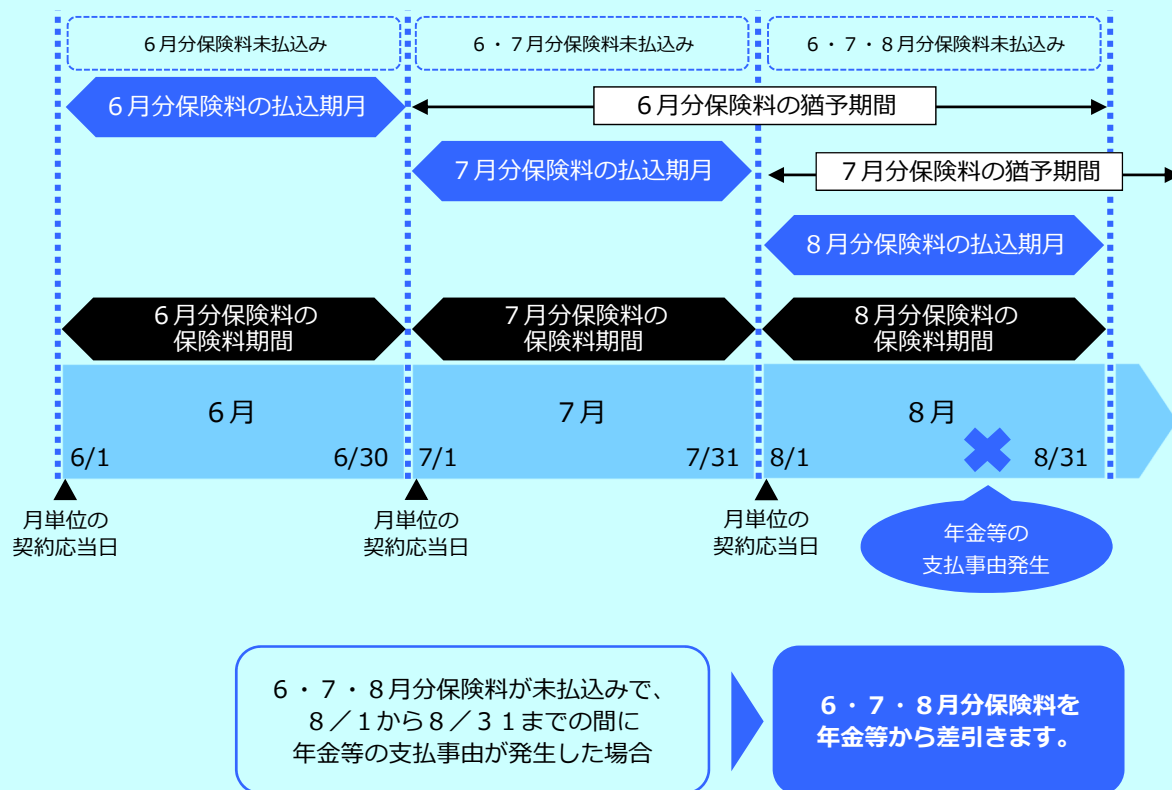 ６月分保険料未払込み
６・７月分保険料未払込み
６・７・８月分保険料未払込み
６月分保険料の払込期月
６月分保険料の猶予期間
７月分保険料の払込期月
７月分保険料の猶予期間
８月分保険料の払込期月
６月分保険料の
保険料期間
７月分保険料の
保険料期間
８月分保険料の
保険料期間
６月
７月
８月
6/1
6/30
7/1
7/31
8/1
8/31
月単位の
契約応当日
月単位の
契約応当日
月単位の
契約応当日
年金等の
支払事由発生
６・７・８月分保険料が未払込みで、
８／１から８／３１までの間に
年金等の支払事由が発生した場合
６・７・８月分保険料を
年金等から差引きます。